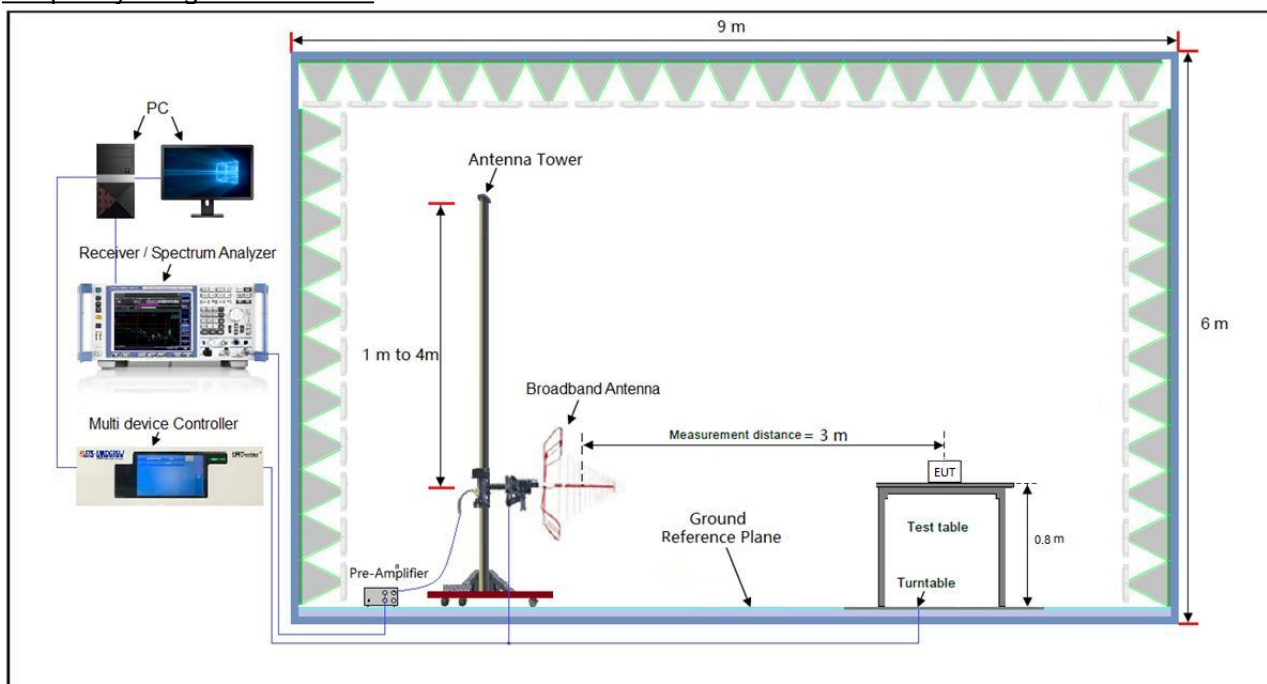 9 m
PC
Antenna Tower
Receiver / Spectrum Analyzer
6 m
1 m to 4m
Broadband Antenna
Multi device Controller
Measurement distance = 3 m
EUT
Ground
Reference Plane
Test table
0.8 m
Pre-Amplifier
Turntable